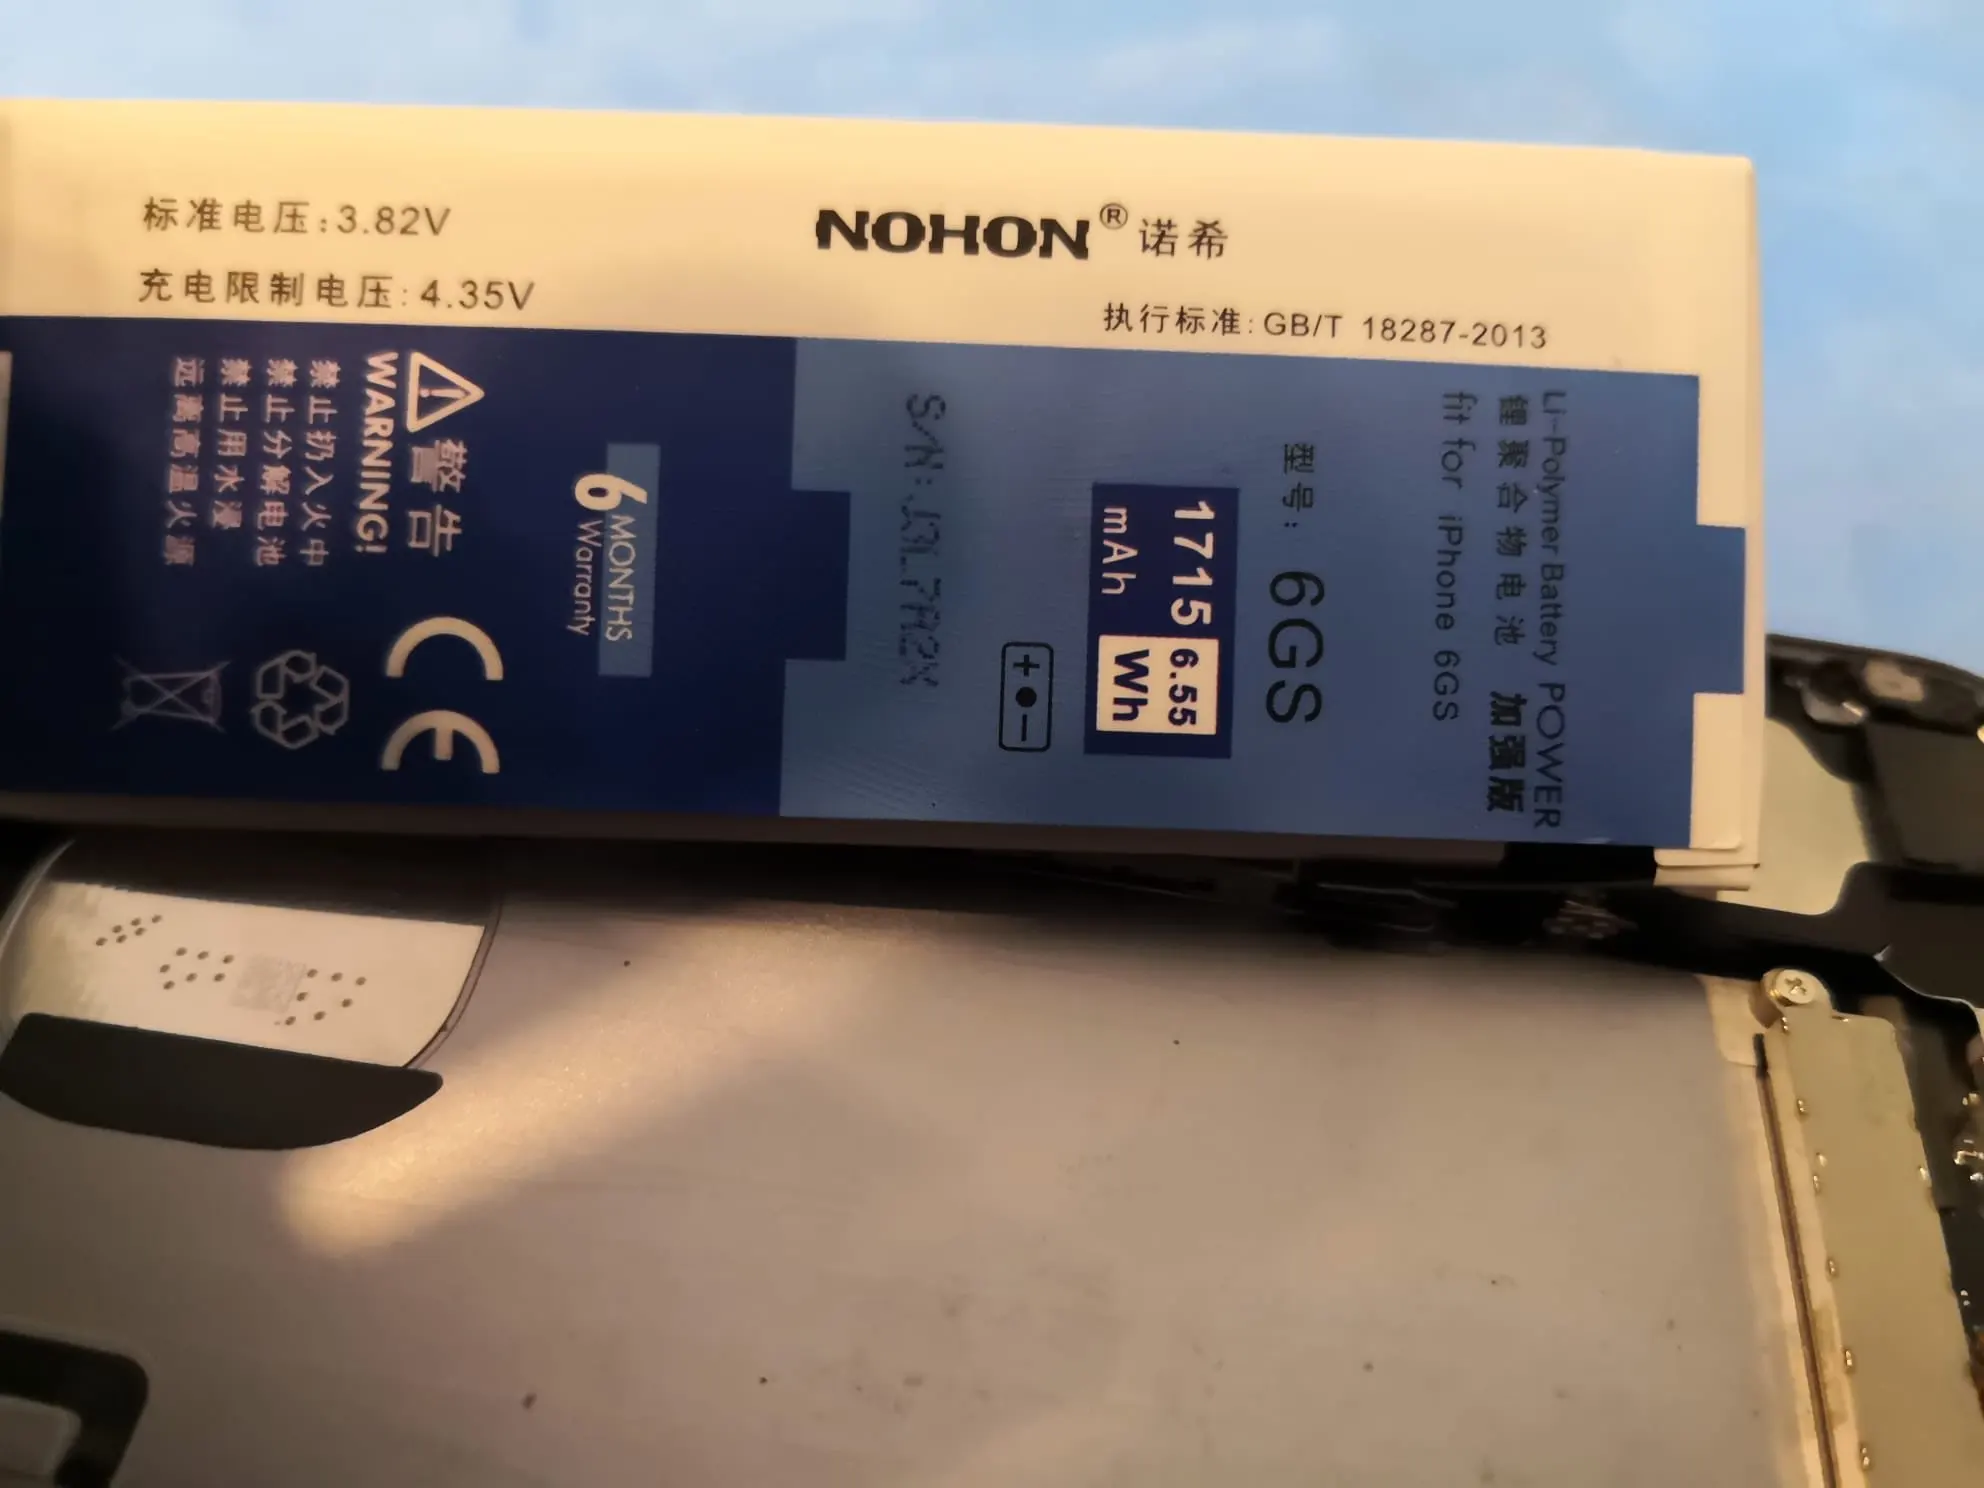 标准电压:3.82V
充电限制电压:4.35V
NOHON® 诺希
执行标准:GB/T 18287-2013
Li-Polymer Battery POWER
锂聚合物电池 加强版
fit for iPhone 6GS
型号: 6GS
1715 6.55
mAh Wh
S/N:
6 MONTHS
Warranty
警告
WARNING!
禁止扔入火中
禁止分解电池
禁止用水浸
远离高温火源
CE